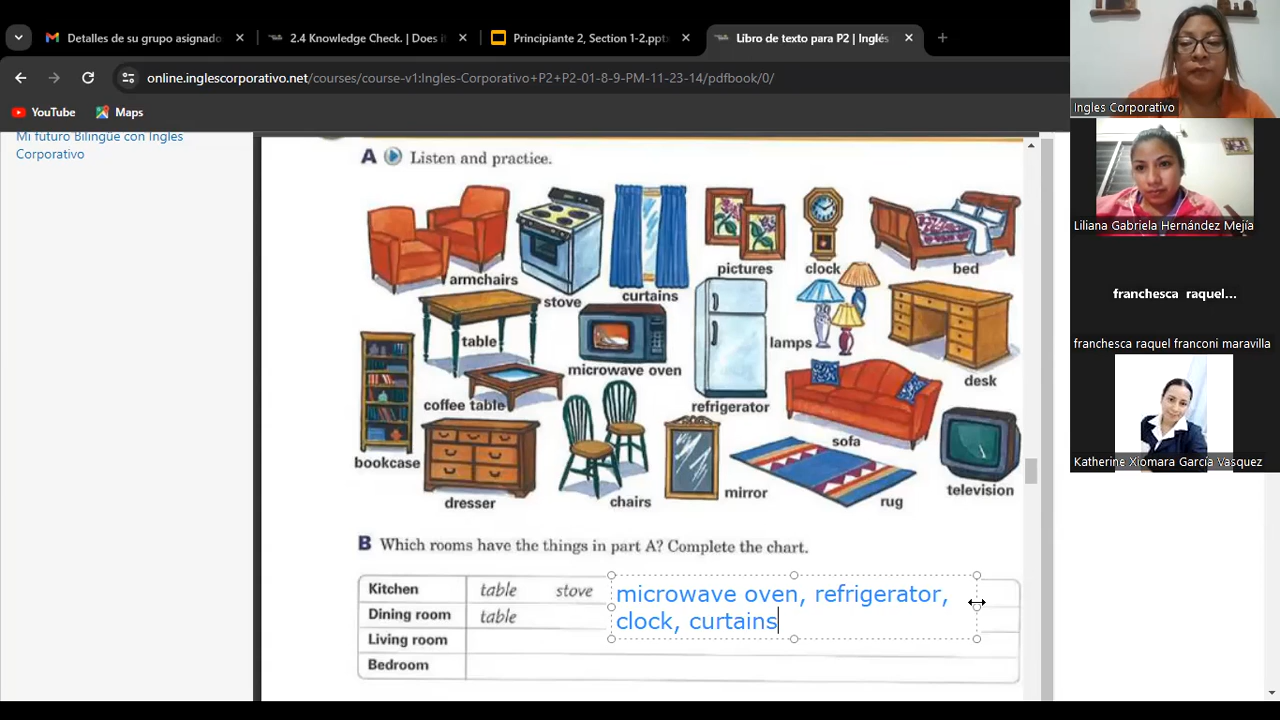 Detalles de su grupo asignado
2.4 Knowledge Check. | Does i
Principiante 2, Section 1-2.ppt
Libro de texto para P2 | Inglés
online.inglescorporativo.net/courses/course-v1:Ingles-Corporativo+P2+P2-01-8-9-PM-11-23-14/pdfbook/0/
YouTube
Maps
Mi futuro Bilingüe con Ingles
Corporativo
A Listen and practice.
armchairs
stove
curtains
pictures
clock
bed
table
microwave oven
refrigerator
lamps
desk
coffee table
bookcase
dresser
chairs
mirror
sofa
rug
television
B Which rooms have the things in part A? Complete the chart.
Kitchen table stove
microwave oven, refrigerator,
clock, curtains
Dining room table
Living room
Bedroom
Ingles Corporativo
Liliana Gabriela Hernández Mejía
franchesca raquel...
franchesca raquel franconi maravilla
Katherine Xiomara García Vasquez